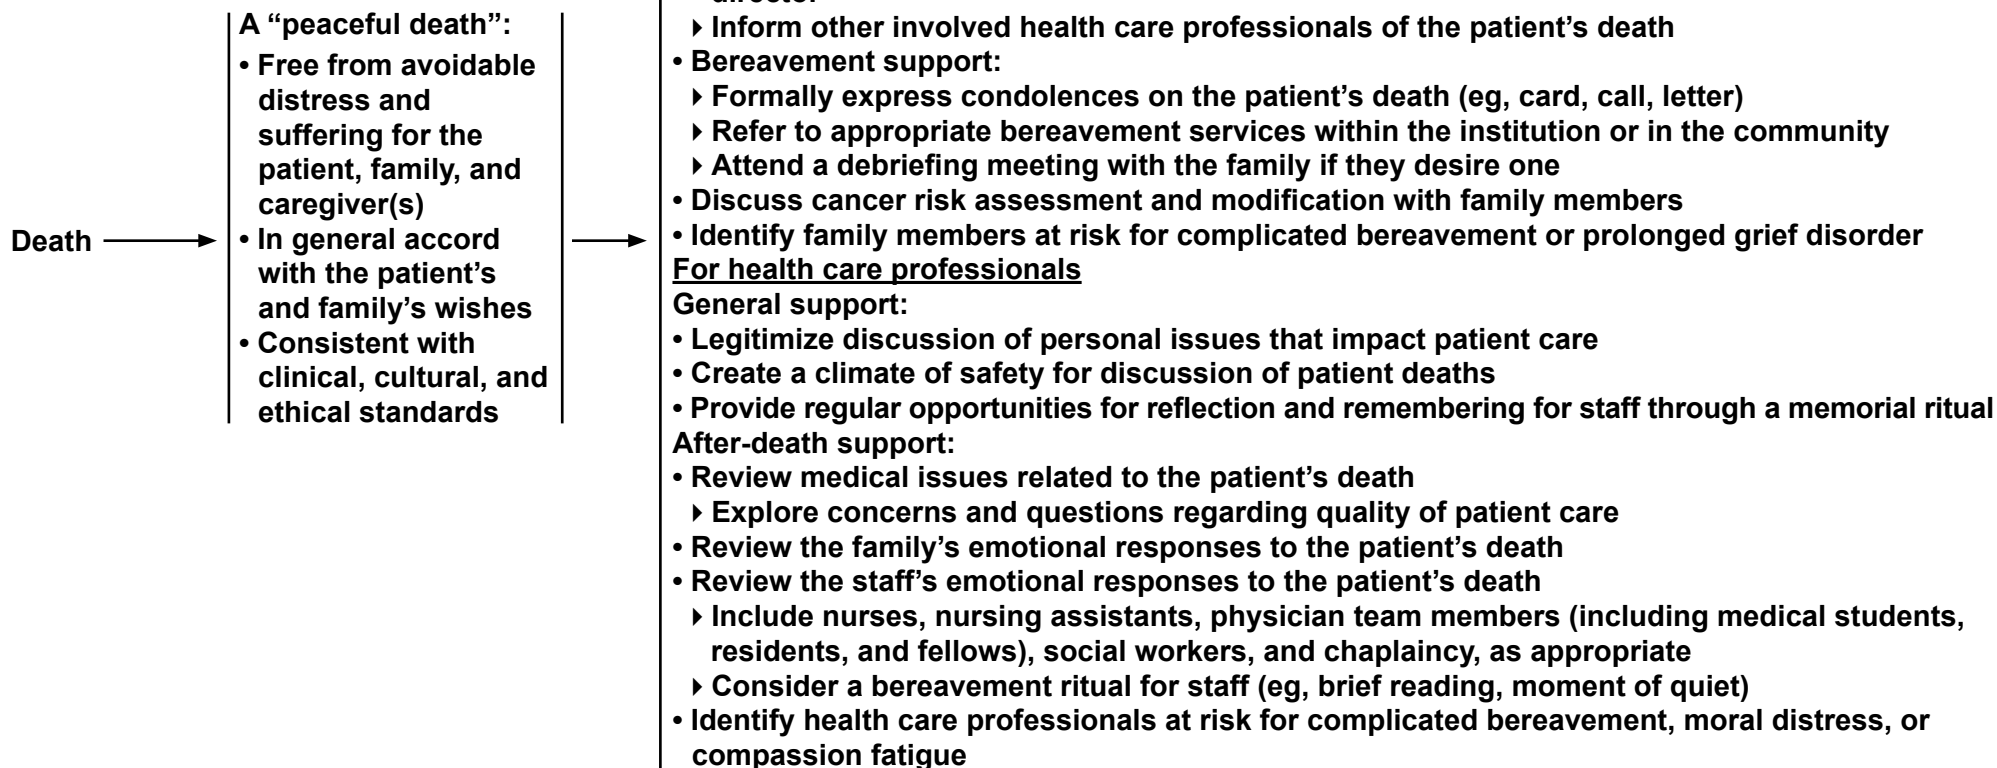 Death
A “peaceful death”:
• Free from avoidable
distress and
suffering for the
patient, family, and
caregiver(s)
• In general accord
with the patient’s
and family’s wishes
• Consistent with
clinical, cultural, and
ethical standards
‣ Inform other involved health care professionals of the patient’s death
• Bereavement support:
‣ Formally express condolences on the patient’s death (eg, card, call, letter)
‣ Refer to appropriate bereavement services within the institution or in the community
‣ Attend a debriefing meeting with the family if they desire one
• Discuss cancer risk assessment and modification with family members
• Identify family members at risk for complicated bereavement or prolonged grief disorder
For health care professionals
General support:
• Legitimize discussion of personal issues that impact patient care
• Create a climate of safety for discussion of patient deaths
• Provide regular opportunities for reflection and remembering for staff through a memorial ritual
After-death support:
• Review medical issues related to the patient’s death
‣ Explore concerns and questions regarding quality of patient care
• Review the family’s emotional responses to the patient’s death
• Review the staff’s emotional responses to the patient’s death
‣ Include nurses, nursing assistants, physician team members (including medical students,
residents, and fellows), social workers, and chaplaincy, as appropriate
‣ Consider a bereavement ritual for staff (eg, brief reading, moment of quiet)
• Identify health care professionals at risk for complicated bereavement, moral distress, or
compassion fatigue